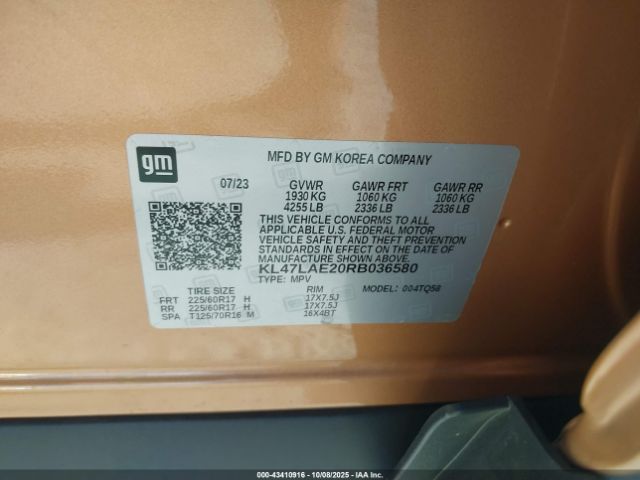 gm
MFD BY GM KOREA COMPANY
07/23 GVWR GAWR FRT GAWR RR
1930 KG 1060 KG 1060 KG
4255 LB 2336 LB 2336 LB
THIS VEHICLE CONFORMS TO ALL
APPLICABLE U.S. FEDERAL MOTOR
VEHICLE SAFETY AND THEFT PREVENTION
STANDARDS IN EFFECT ON THE DATE OF
MANUFACTURE SHOWN ABOVE.
KL47LAE20RB036580
TYPE: MPV MODEL: 004TQ58
TIRE SIZE RIM
FRT 225/60R17 H 17X7.5J
RR 225/60R17 H 17X7.5J
SPA T125/70R16 M 16X4BT
000-43410916 - 10/08/2025 - IAA Inc.